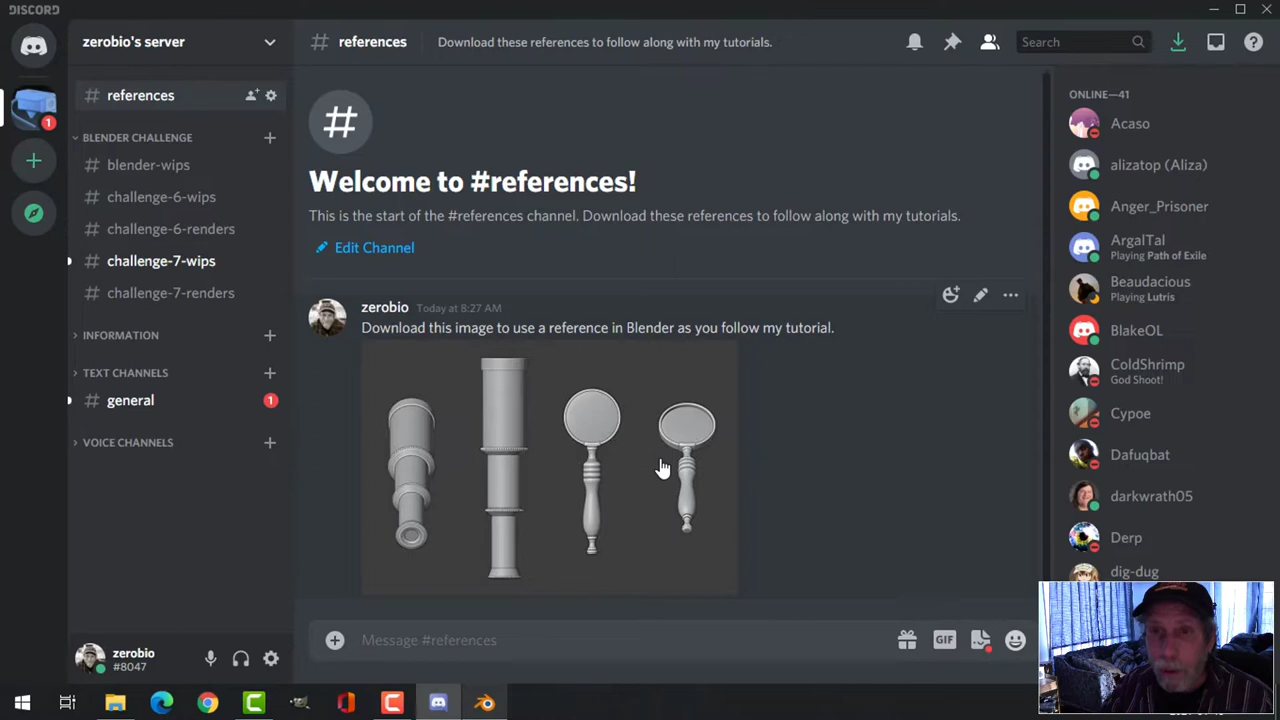 DISCORD
zerobio's server
references
Download these references to follow along with my tutorials.
Search
references
BLENDER CHALLENGE
blender-wips
challenge-6-wips
challenge-6-renders
challenge-7-wips
challenge-7-renders
INFORMATION
TEXT CHANNELS
general
1
VOICE CHANNELS
1
zerobio
#8047
Welcome to #references!
This is the start of the #references channel. Download these references to follow along with my tutorials.
Edit Channel
zerobio Today at 8:27 AM
Download this image to use a reference in Blender as you follow my tutorial.
Message #references
GIF
ONLINE—41
Acaso
alizatop (Aliza)
Anger_Prisoner
ArgalTal
Playing Path of Exile
Beaudacious
Playing Lutris
BlakeOL
ColdShrimp
God Shoot!
Cypoe
Dafuqbat
darkwrath05
Derp
dig-dug